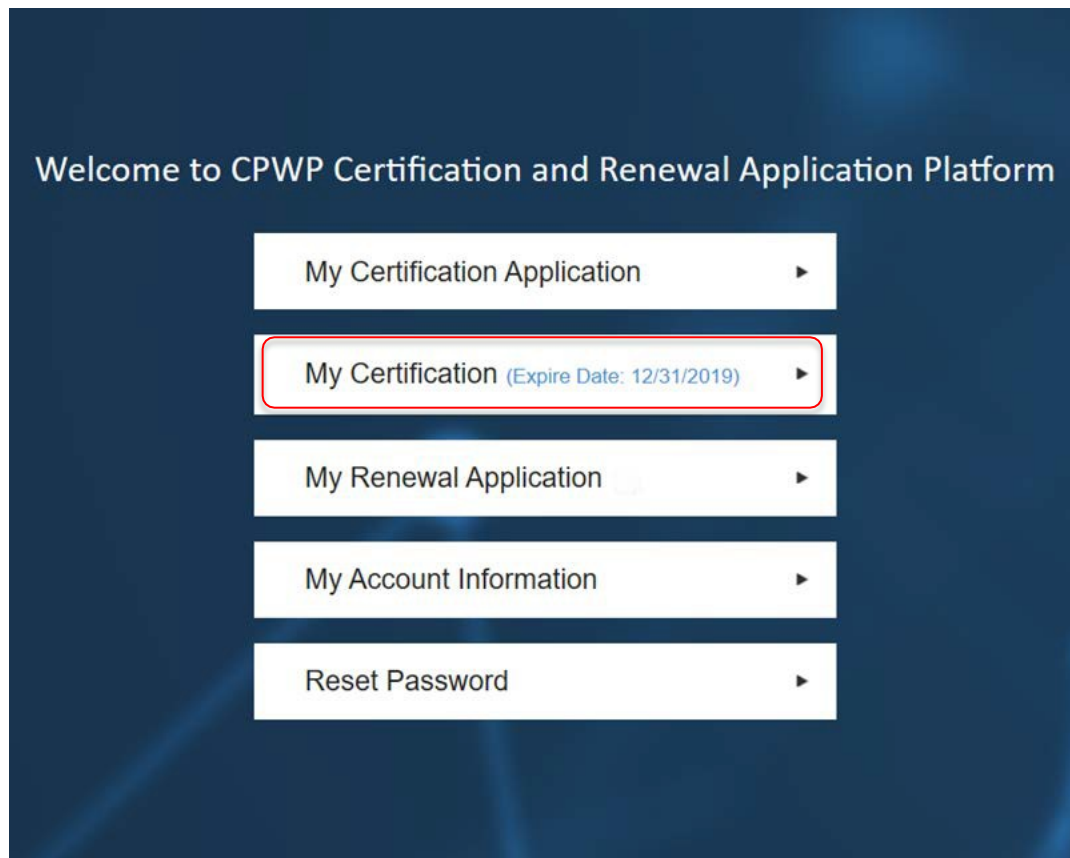 Welcome to CPWP Certification and Renewal Application Platform
My Certification Application
My Certification (Expire Date: 12/31/2019)
My Renewal Application
My Account Information
Reset Password